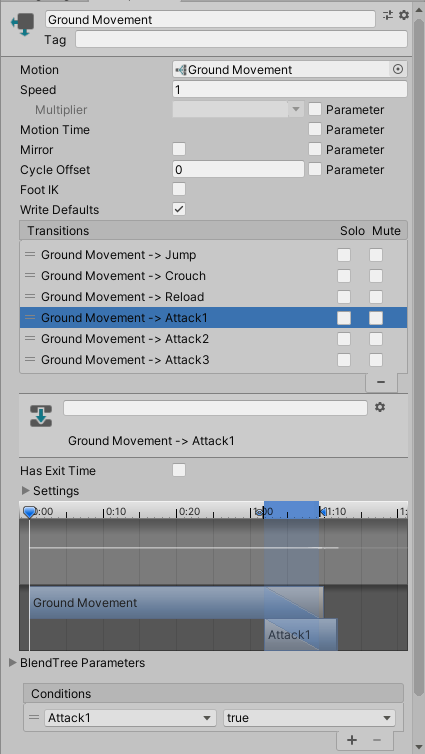 Ground Movement
Tag
Motion Ground Movement
Speed 1
Multiplier Parameter
Motion Time Parameter
Mirror Parameter
Cycle Offset 0 Parameter
Foot IK
Write Defaults
Transitions Solo Mute
Ground Movement -> Jump
Ground Movement -> Crouch
Ground Movement -> Reload
Ground Movement -> Attack1
Ground Movement -> Attack2
Ground Movement -> Attack3
Ground Movement -> Attack1
Has Exit Time
Settings
0:00 0:10 0:20 1:00 1:10 1:
Ground Movement
Attack1
BlendTree Parameters
Conditions
Attack1 true